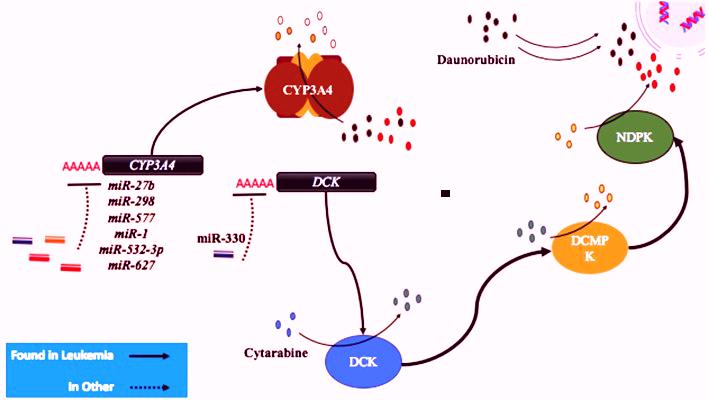 Daunorubicin
CYP3A4
NDPK
AAAAA CYP3A4
miR-27b
miR-298
miR-577
miR-1
miR-532-3p
miR-627
AAAAA DCK
miR-330
DCMP
K
Cytarabine
DCK
Found in Leukemia
In Other